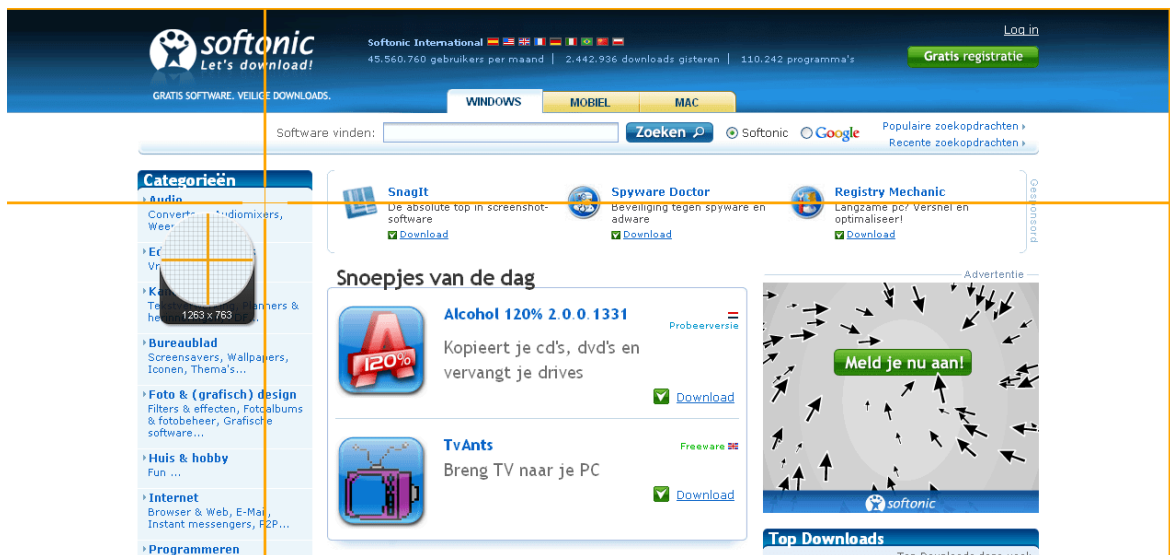 softonic
Let's download!
GRATIS SOFTWARE. VEILIGE DOWNLOADS.
Softonic International
45.560.760 gebruikers per maand | 2.442.936 downloads gisteren | 110.242 programma's
Log in
Gratis registratie
WINDOWS MOBIEL MAC
Software vinden: Zoeken Softonic Google
Populaire zoekopdrachten
Recente zoekopdrachten
Categorieën
Audio
Audiomixers,
1263 x 763
Planners &
Bureaublad
Screensavers, Wallpapers,
Iconen, Thema's...
Foto & (grafisch) design
Filters & effecten, Fotoalbums
& fotobeheer, Grafische
software...
Huis & hobby
Fun ...
Internet
Browser & Web, E-Mail,
Instant messengers, P2P...
Programmeren
SnagIt
De absolute top in screenshot-
software
Download
Spyware Doctor
Beveiliging tegen spyware en
adware
Download
Registry Mechanic
Langzame pc? Versnel en
optimaliseer!
Download
Gesponsord
Snoepjes van de dag
120%
Alcohol 120% 2.0.0.1331
Probeerversie
Kopieert je cd's, dvd's en
vervangt je drives
Download
TvAnts
Freeware
Breng TV naar je PC
Download
Advertentie
Meld je nu aan!
softonic
Top Downloads